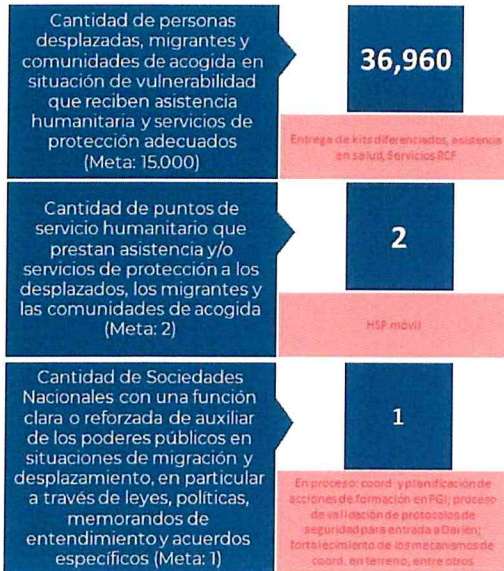 Cantidad de personas
desplazadas, migrantes y
comunidades de acogida en
situación de vulnerabilidad
que reciben asistencia
humanitaria y servicios de
protección adecuados
(Meta: 15.000)
36,960
Entrega de kits diferenciados, asistencia
en salud, Servicios RCF
Cantidad de puntos de
servicio humanitario que
prestan asistencia y/o
servicios de protección a los
desplazados, los migrantes y
las comunidades de acogida
(Meta: 2)
2
HSP móvil
Cantidad de Sociedades
Nacionales con una función
clara o reforzada de auxiliar
de los poderes públicos en
situaciones de migración y
desplazamiento, en particular
a través de leyes, políticas,
memorandos de
entendimiento y acuerdos
específicos (Meta: 1)
1
En proceso: coord. y planificación de
acciones de formación en PGI; proceso
de validación de protocolos de
seguridad para entrada a Darién;
fortalecimiento de los mecanismos de
coord. en terreno, entre otros